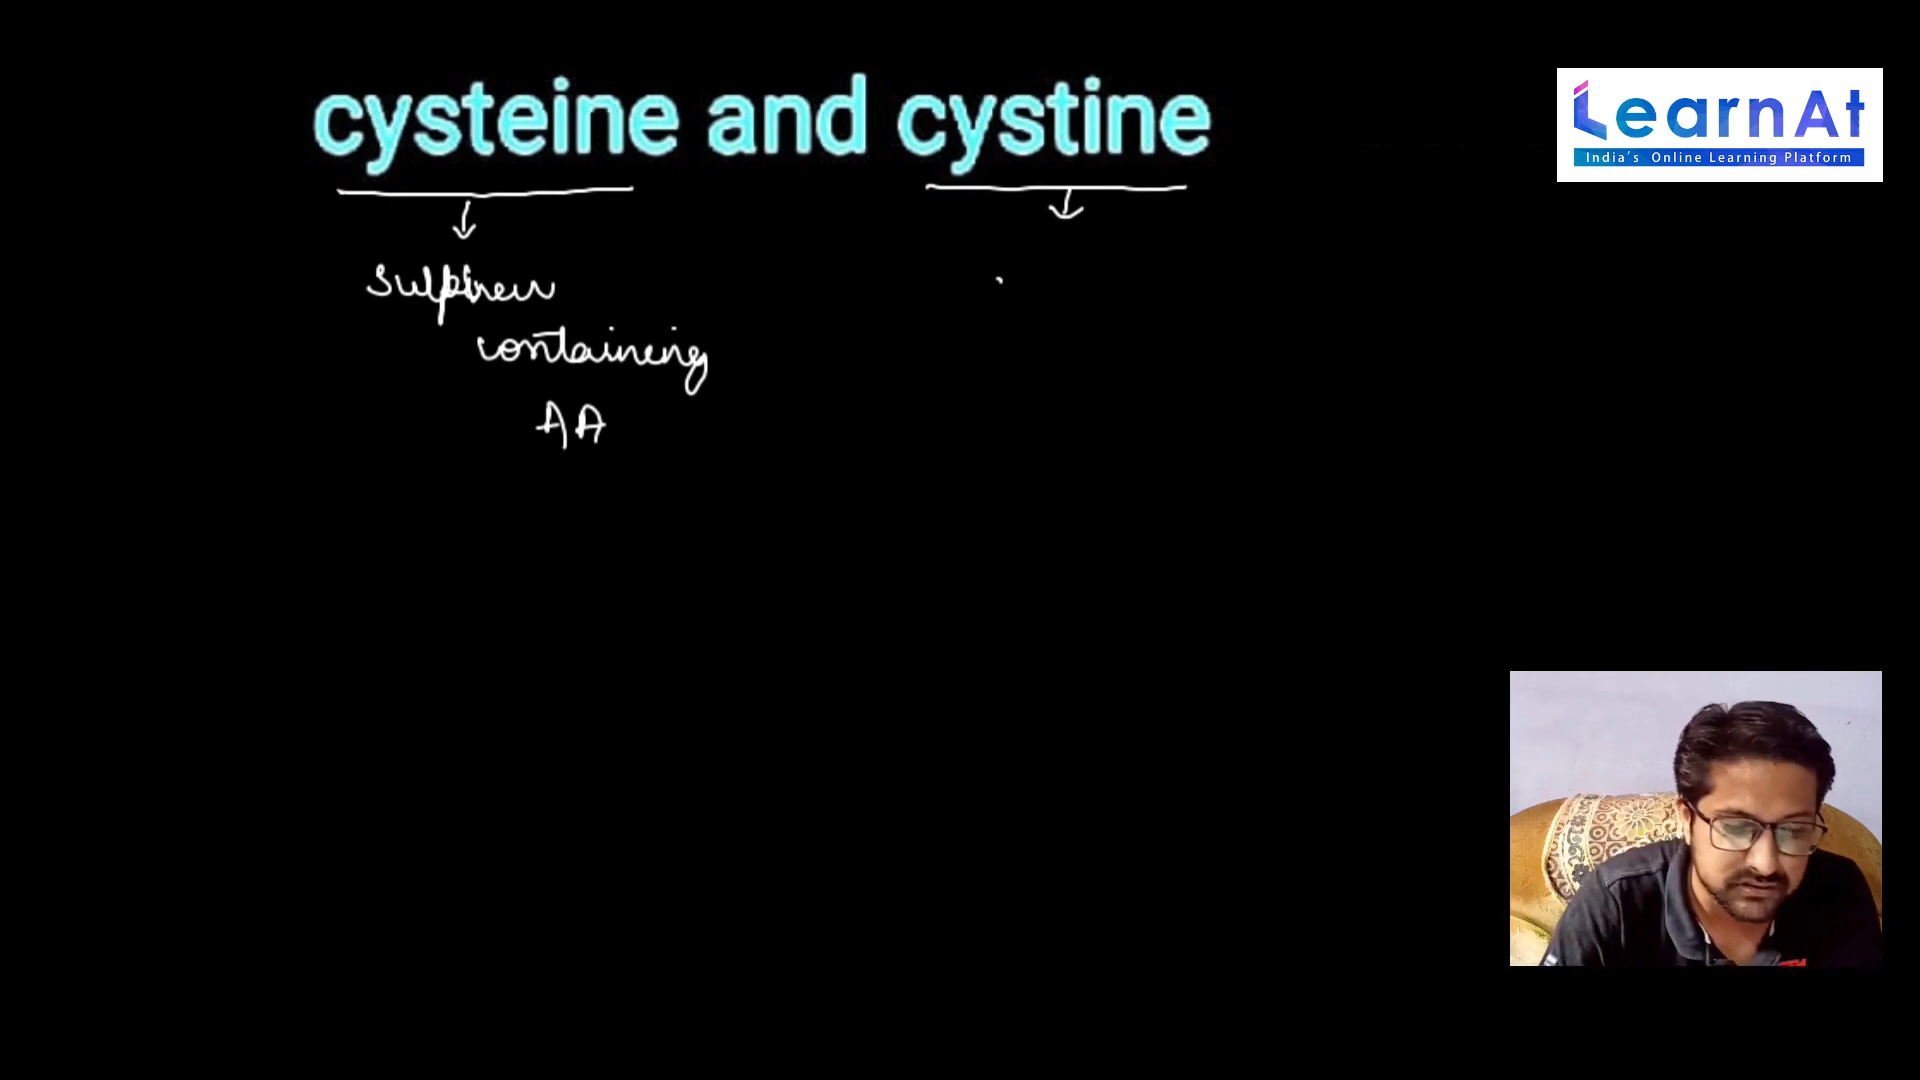 cysteine and cystine
LearnAt
India's Online Learning Platform
Sulphur
containing
AA